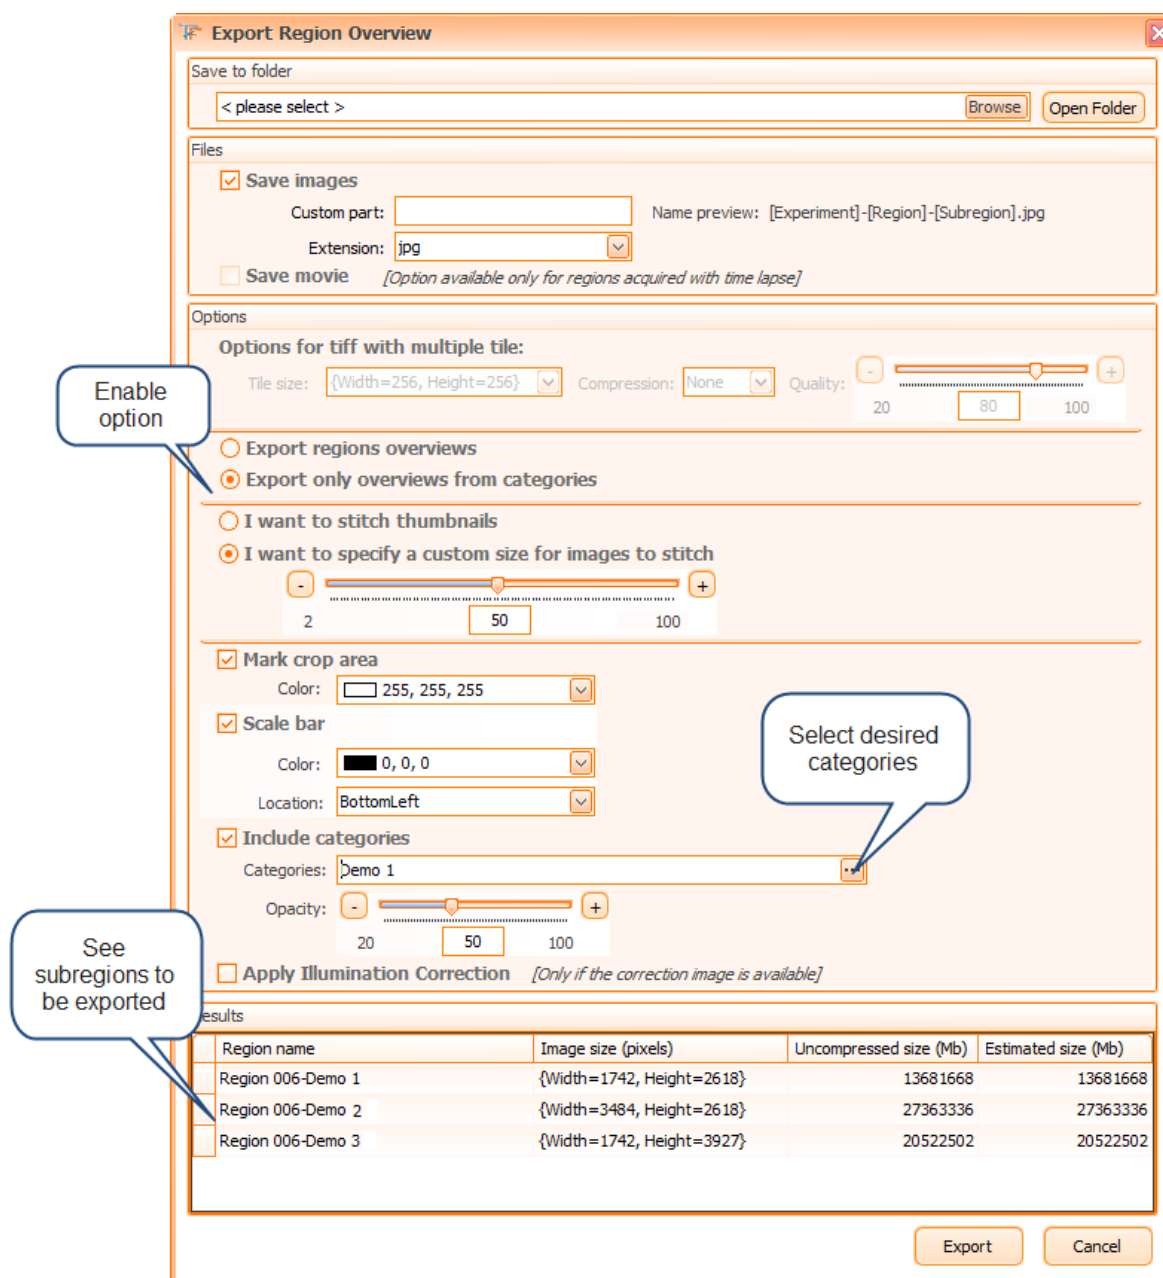 Export Region Overview
Save to folder
< please select >
Browse
Open Folder
Files
Save images
Custom part:
Name preview: [Experiment]-[Region]-[Subregion].jpg
Extension:
jpg
Save movie
[Option available only for regions acquired with time lapse]
Options
Options for tiff with multiple tile:
Tile size:
{Width=256, Height=256}
Compression:
None
Quality:
-
+
20
80
100
Enable
option
Export regions overviews
Export only overviews from categories
I want to stitch thumbnails
I want to specify a custom size for images to stitch
-
+
2
50
100
Mark crop area
Color:
255, 255, 255
Scale bar
Color:
0, 0, 0
Location:
BottomLeft
Select desired
categories
Include categories
Categories:
Demo 1
...
Opacity:
-
+
20
50
100
Apply Illumination Correction
[Only if the correction image is available]
See
subregions to
be exported
esults
Region name
Image size (pixels)
Uncompressed size (Mb)
Estimated size (Mb)
Region 006-Demo 1
{Width=1742, Height=2618}
13681668
13681668
Region 006-Demo 2
{Width=3484, Height=2618}
27363336
27363336
Region 006-Demo 3
{Width=1742, Height=3927}
20522502
20522502
Export
Cancel